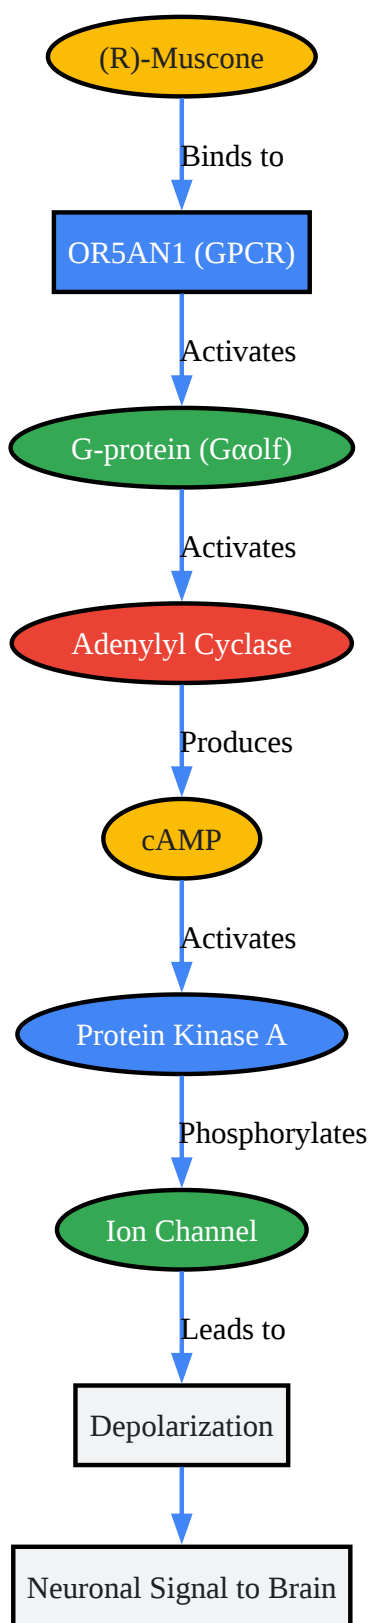 (R)-Muscone
Binds to
OR5AN1 (GPCR)
Activates
G-protein (Gαolf)
Activates
Adenylyl Cyclase
Produces
cAMP
Activates
Protein Kinase A
Phosphorylates
Ion Channel
Leads to
Depolarization
Neuronal Signal to Brain